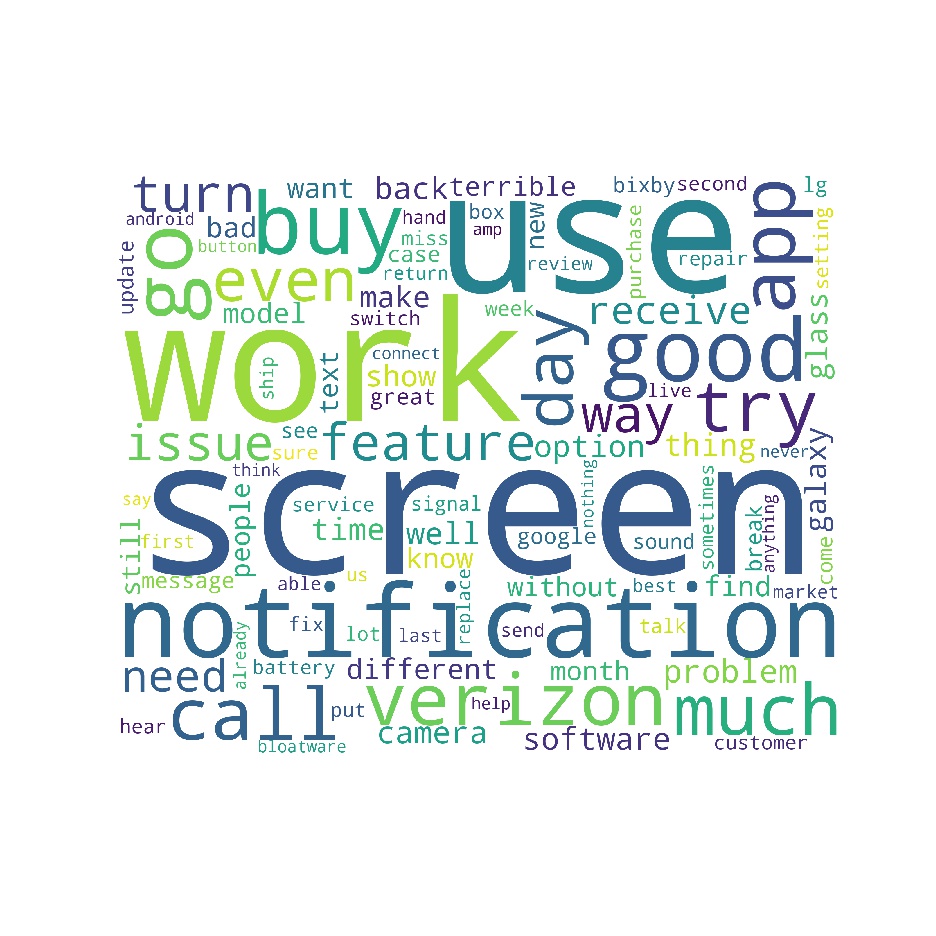 turn
want
back
terrible
bixby
second
lg
android
bad
button
buy
hand
miss
case
return
box
amp
use
new
review
purchase
repair
app
setting
update
go
even
model
make
switch
week
receive
glass
work
ship
text
connect
show
great
day
good
live
way
try
issue
see
sure
feature
option
thing
never
galaxy
think
screen
say
first
still
people
service
time
signal
well
know
google
nothing
sound
sometimes
break
anything
come
message
able
us
replace
without
best
find
market
notification
fix
lot
last
send
talk
need
already
battery
different
month
problem
call
put
verizon
help
much
hear
bloatware
camera
software
customer